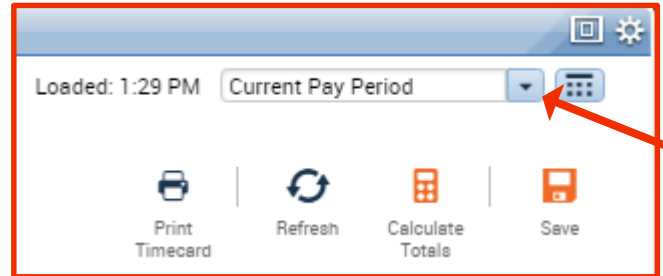 Loaded: 1:29 PM Current Pay Period
Print Timecard
Refresh
Calculate Totals
Save